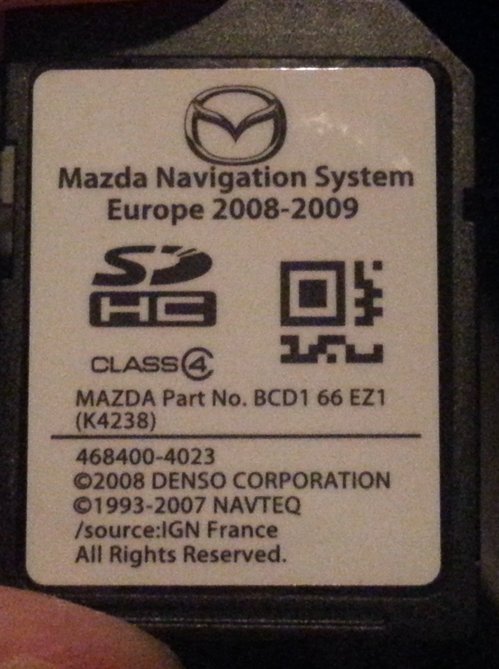 Mazda Navigation System
Europe 2008-2009
SD
HC
CLASS 4
MAZDA Part No. BCD1 66 EZ1
(K4238)
468400-4023
©2008 DENSO CORPORATION
©1993-2007 NAVTEQ
/source:IGN France
All Rights Reserved.